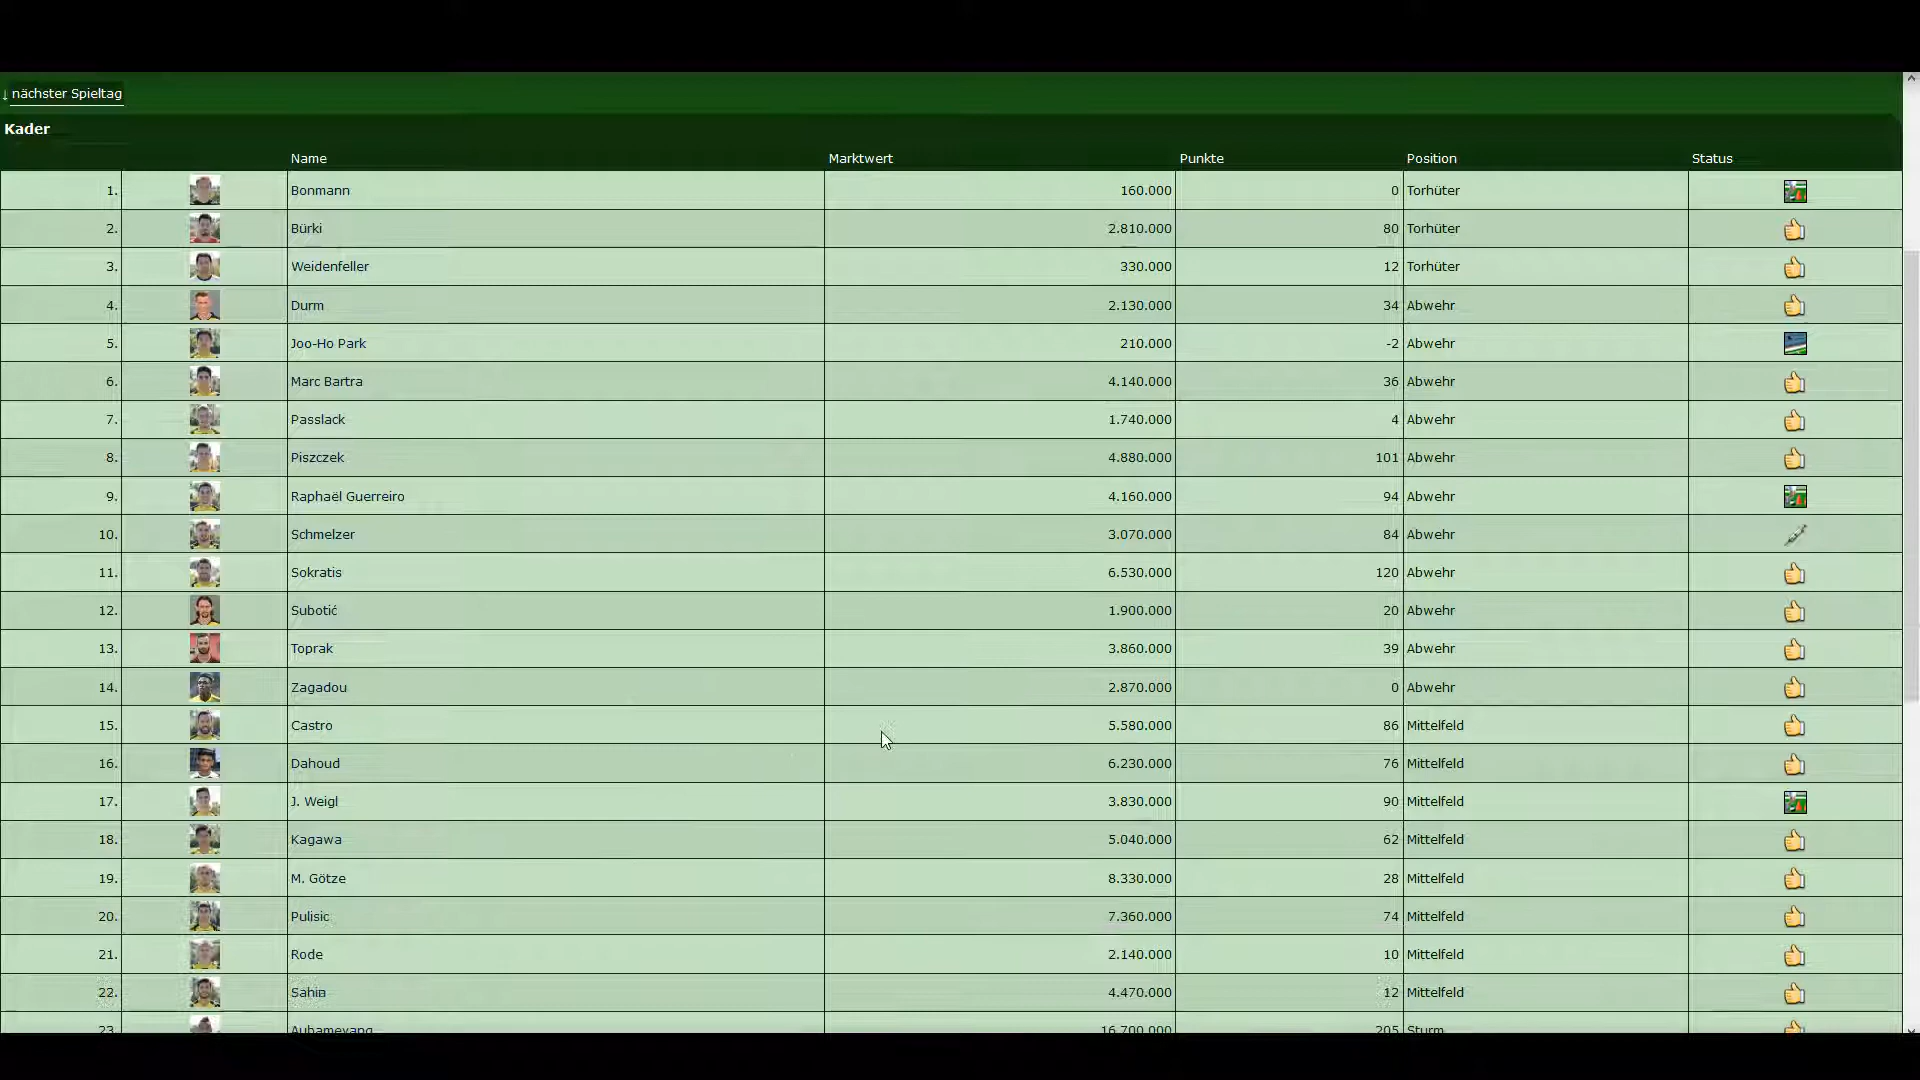 ↓ nächster Spieltag
Kader
Name Marktwert Punkte Position Status
1. Bonmann 160.000 0 Torhüter
2. Bürki 2.810.000 80 Torhüter
3. Weidenfeller 330.000 12 Torhüter
4. Durm 2.130.000 34 Abwehr
5. Joo-Ho Park 210.000 -2 Abwehr
6. Marc Bartra 4.140.000 36 Abwehr
7. Passlack 1.740.000 4 Abwehr
8. Piszczek 4.880.000 101 Abwehr
9. Raphaël Guerreiro 4.160.000 94 Abwehr
10. Schmelzer 3.070.000 84 Abwehr
11. Sokratis 6.530.000 120 Abwehr
12. Subotić 1.900.000 20 Abwehr
13. Toprak 3.860.000 39 Abwehr
14. Zagadou 2.870.000 0 Abwehr
15. Castro 5.580.000 86 Mittelfeld
16. Dahoud 6.230.000 76 Mittelfeld
17. J. Weigl 3.830.000 90 Mittelfeld
18. Kagawa 5.040.000 62 Mittelfeld
19. M. Götze 8.330.000 28 Mittelfeld
20. Pulisic 7.360.000 74 Mittelfeld
21. Rode 2.140.000 10 Mittelfeld
22. Sahin 4.470.000 12 Mittelfeld
23. Aubameyang 16.700.000 205 Sturm